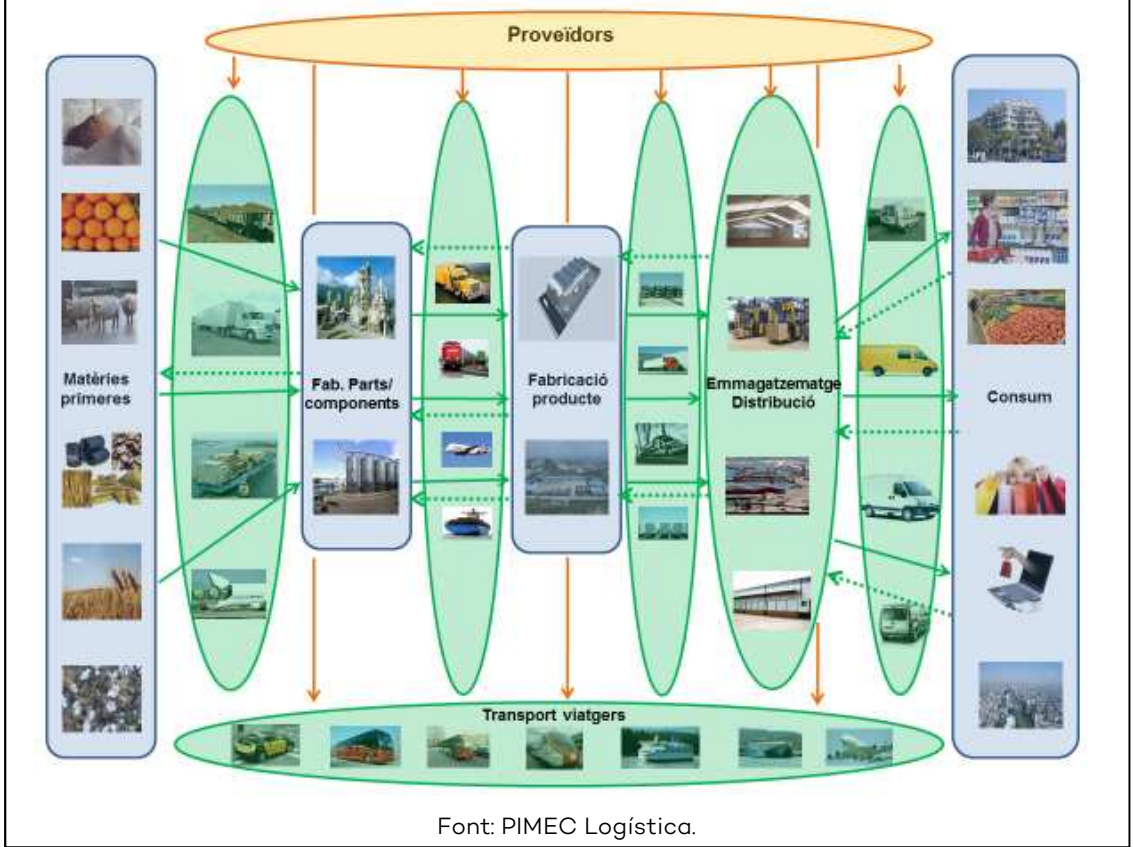 Proveïdors
Matèries
primeres
Fab. Parts/
components
Fabricació
producte
Emmagatzematge
Distribució
Consum
Transport viatgers
Font: PIMEC Logística.